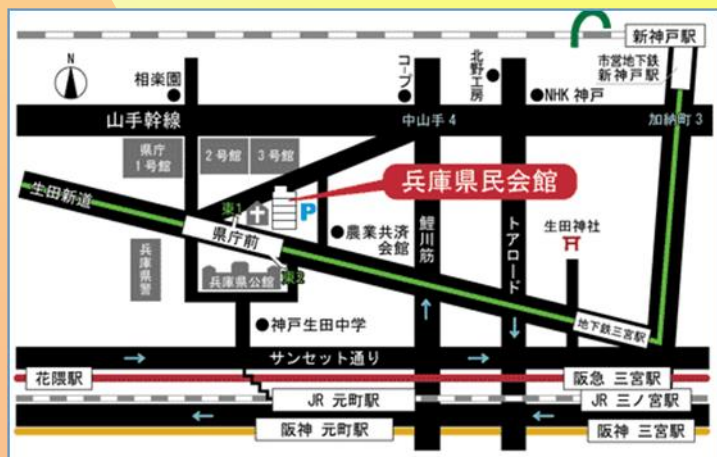 新神戸駅
市営地下鉄
新神戸駅
N
相楽園
コープ
北野
工房
NHK 神戸
山手幹線
中山手4
加納町3
県庁
1号館
2号館
3号館
兵庫県民会館
生田新道
東1
P
県庁前
農業共済
会館
鯉川筋
トアロード
生田神社
兵庫県警
兵庫県公館
東2
神戸生田中学
地下鉄三宮駅
サンセット通り
花隈駅
阪急 三宮駅
JR 元町駅
JR 三ノ宮駅
阪神 元町駅
阪神 三宮駅